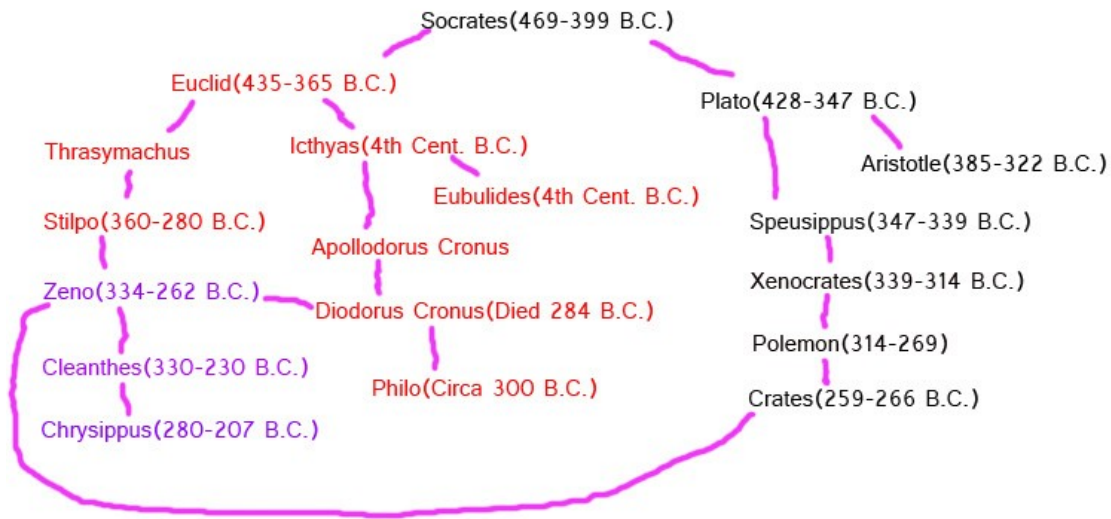 Socrates(469-399 B.C.)
Euclid(435-365 B.C.)
Plato(428-347 B.C.)
Thrasymachus
Icthyas(4th Cent. B.C.)
Aristotle(385-322 B.C.)
Eubulides(4th Cent. B.C.)
Stilpo(360-280 B.C.)
Speusippus(347-339 B.C.)
Apollodorus Cronus
Zeno(334-262 B.C.)
Xenocrates(339-314 B.C.)
Diodorus Cronus(Died 284 B.C.)
Polemon(314-269)
Cleanthes(330-230 B.C.)
Philo(Circa 300 B.C.)
Crates(259-266 B.C.)
Chrysippus(280-207 B.C.)